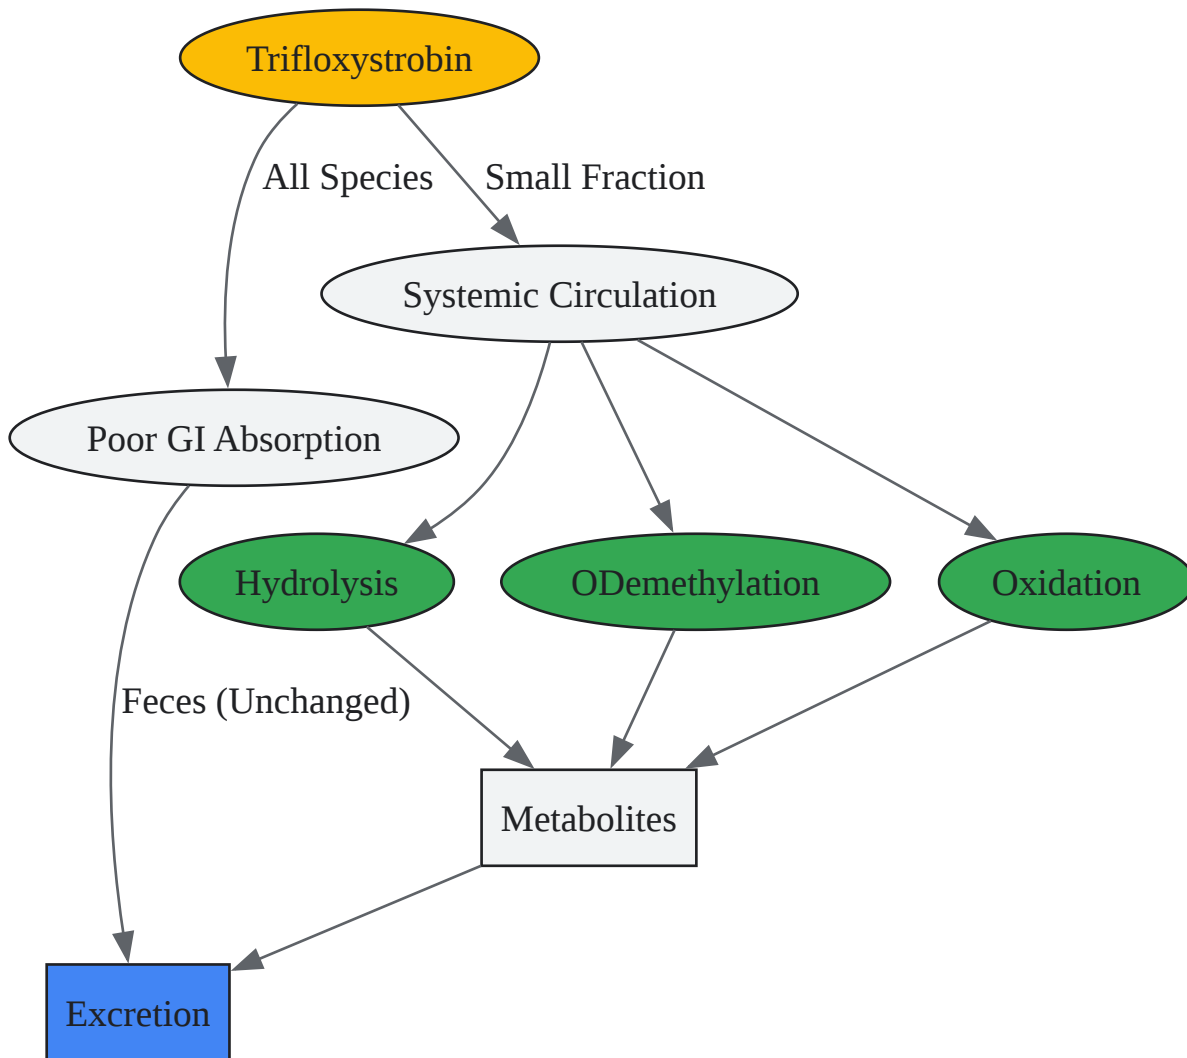 Trifloxystrobin
All Species
Small Fraction
Systemic Circulation
Poor GI Absorption
Hydrolysis
ODemethylation
Oxidation
Feces (Unchanged)
Metabolites
Excretion